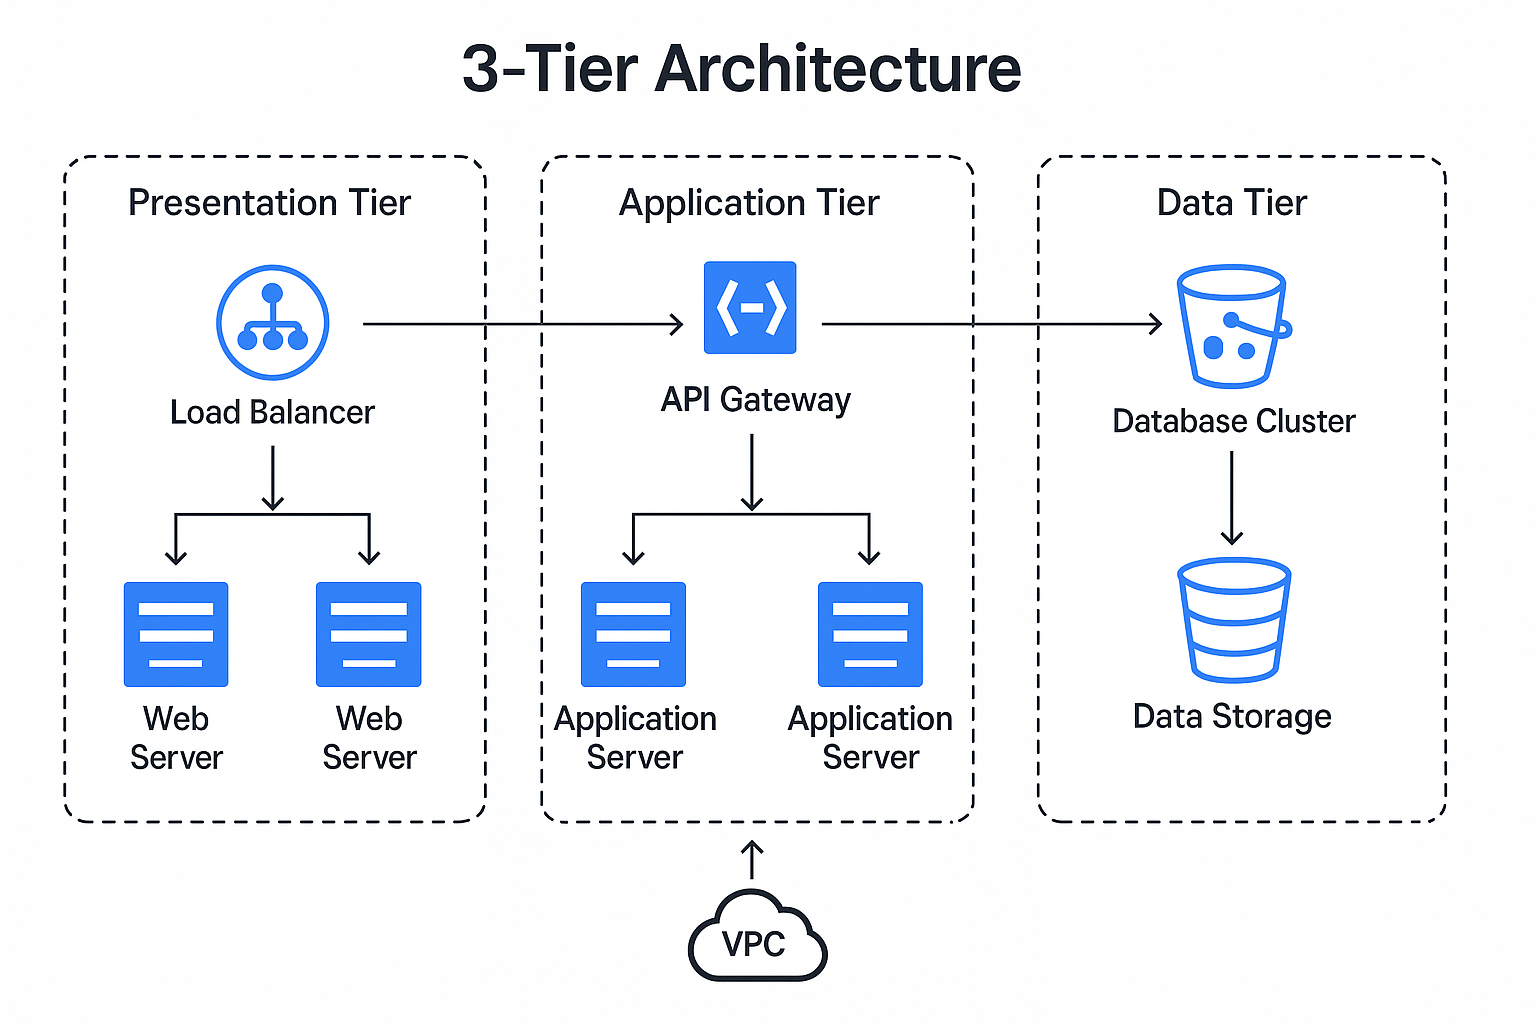 3-Tier Architecture
Presentation Tier
Load Balancer
Web
Server
Web
Server
Application Tier
API Gateway
Application
Server
Application
Server
Data Tier
Database Cluster
Data Storage
VPC